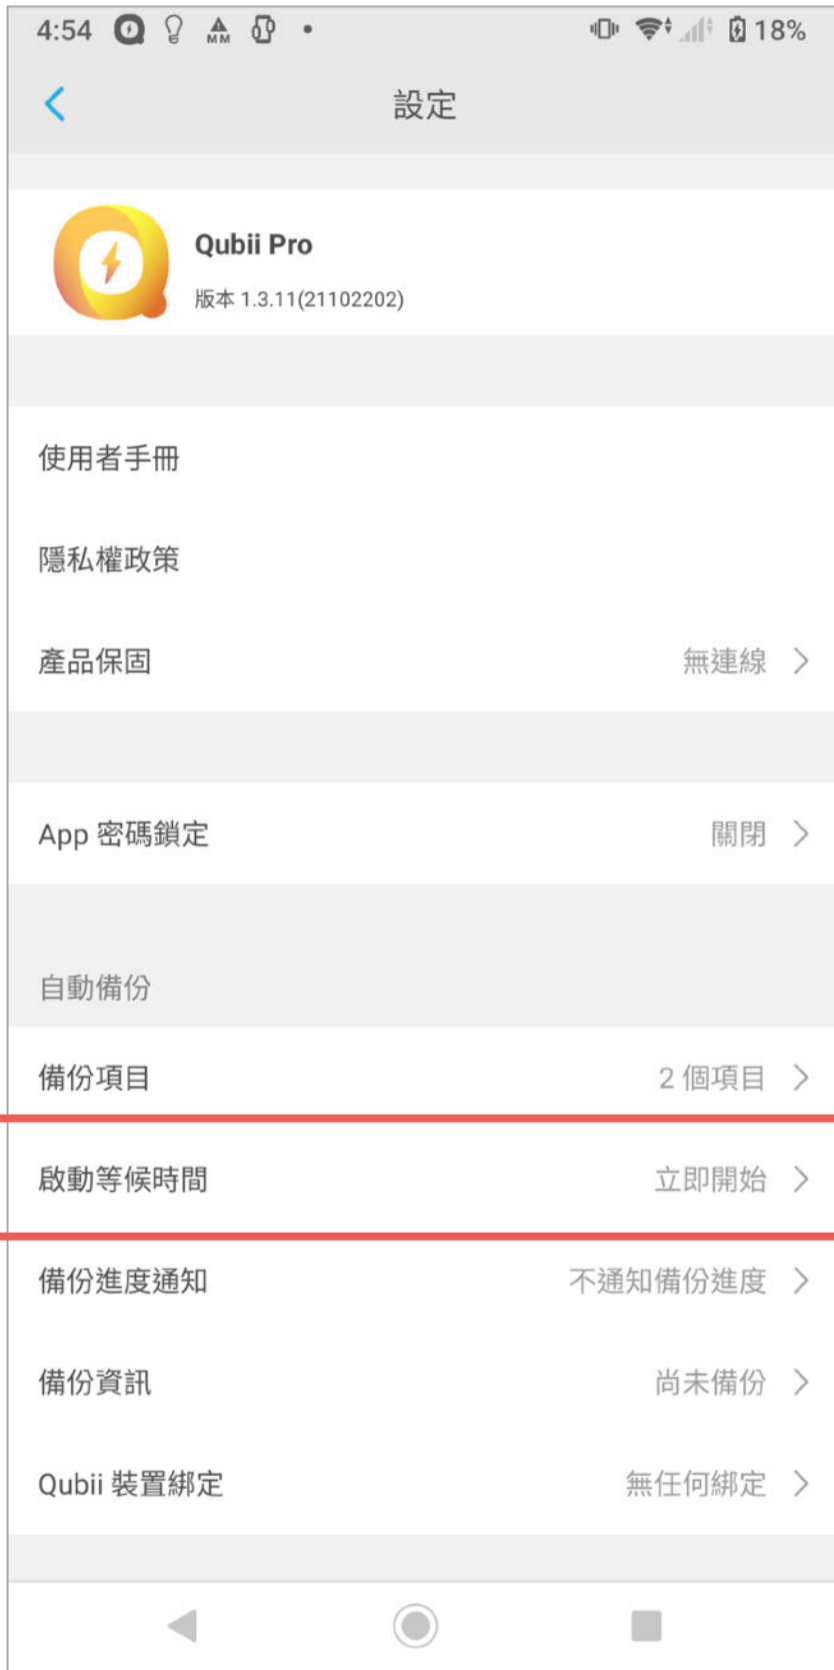 4:54 18%
設定
Qubii Pro
版本 1.3.11(21102202)
使用者手冊
隱私權政策
產品保固 無連線
App 密碼鎖定 關閉
自動備份
備份項目 2 個項目
啟動等候時間 立即開始
備份進度通知 不通知備份進度
備份資訊 尚未備份
Qubii 裝置綁定 無任何綁定